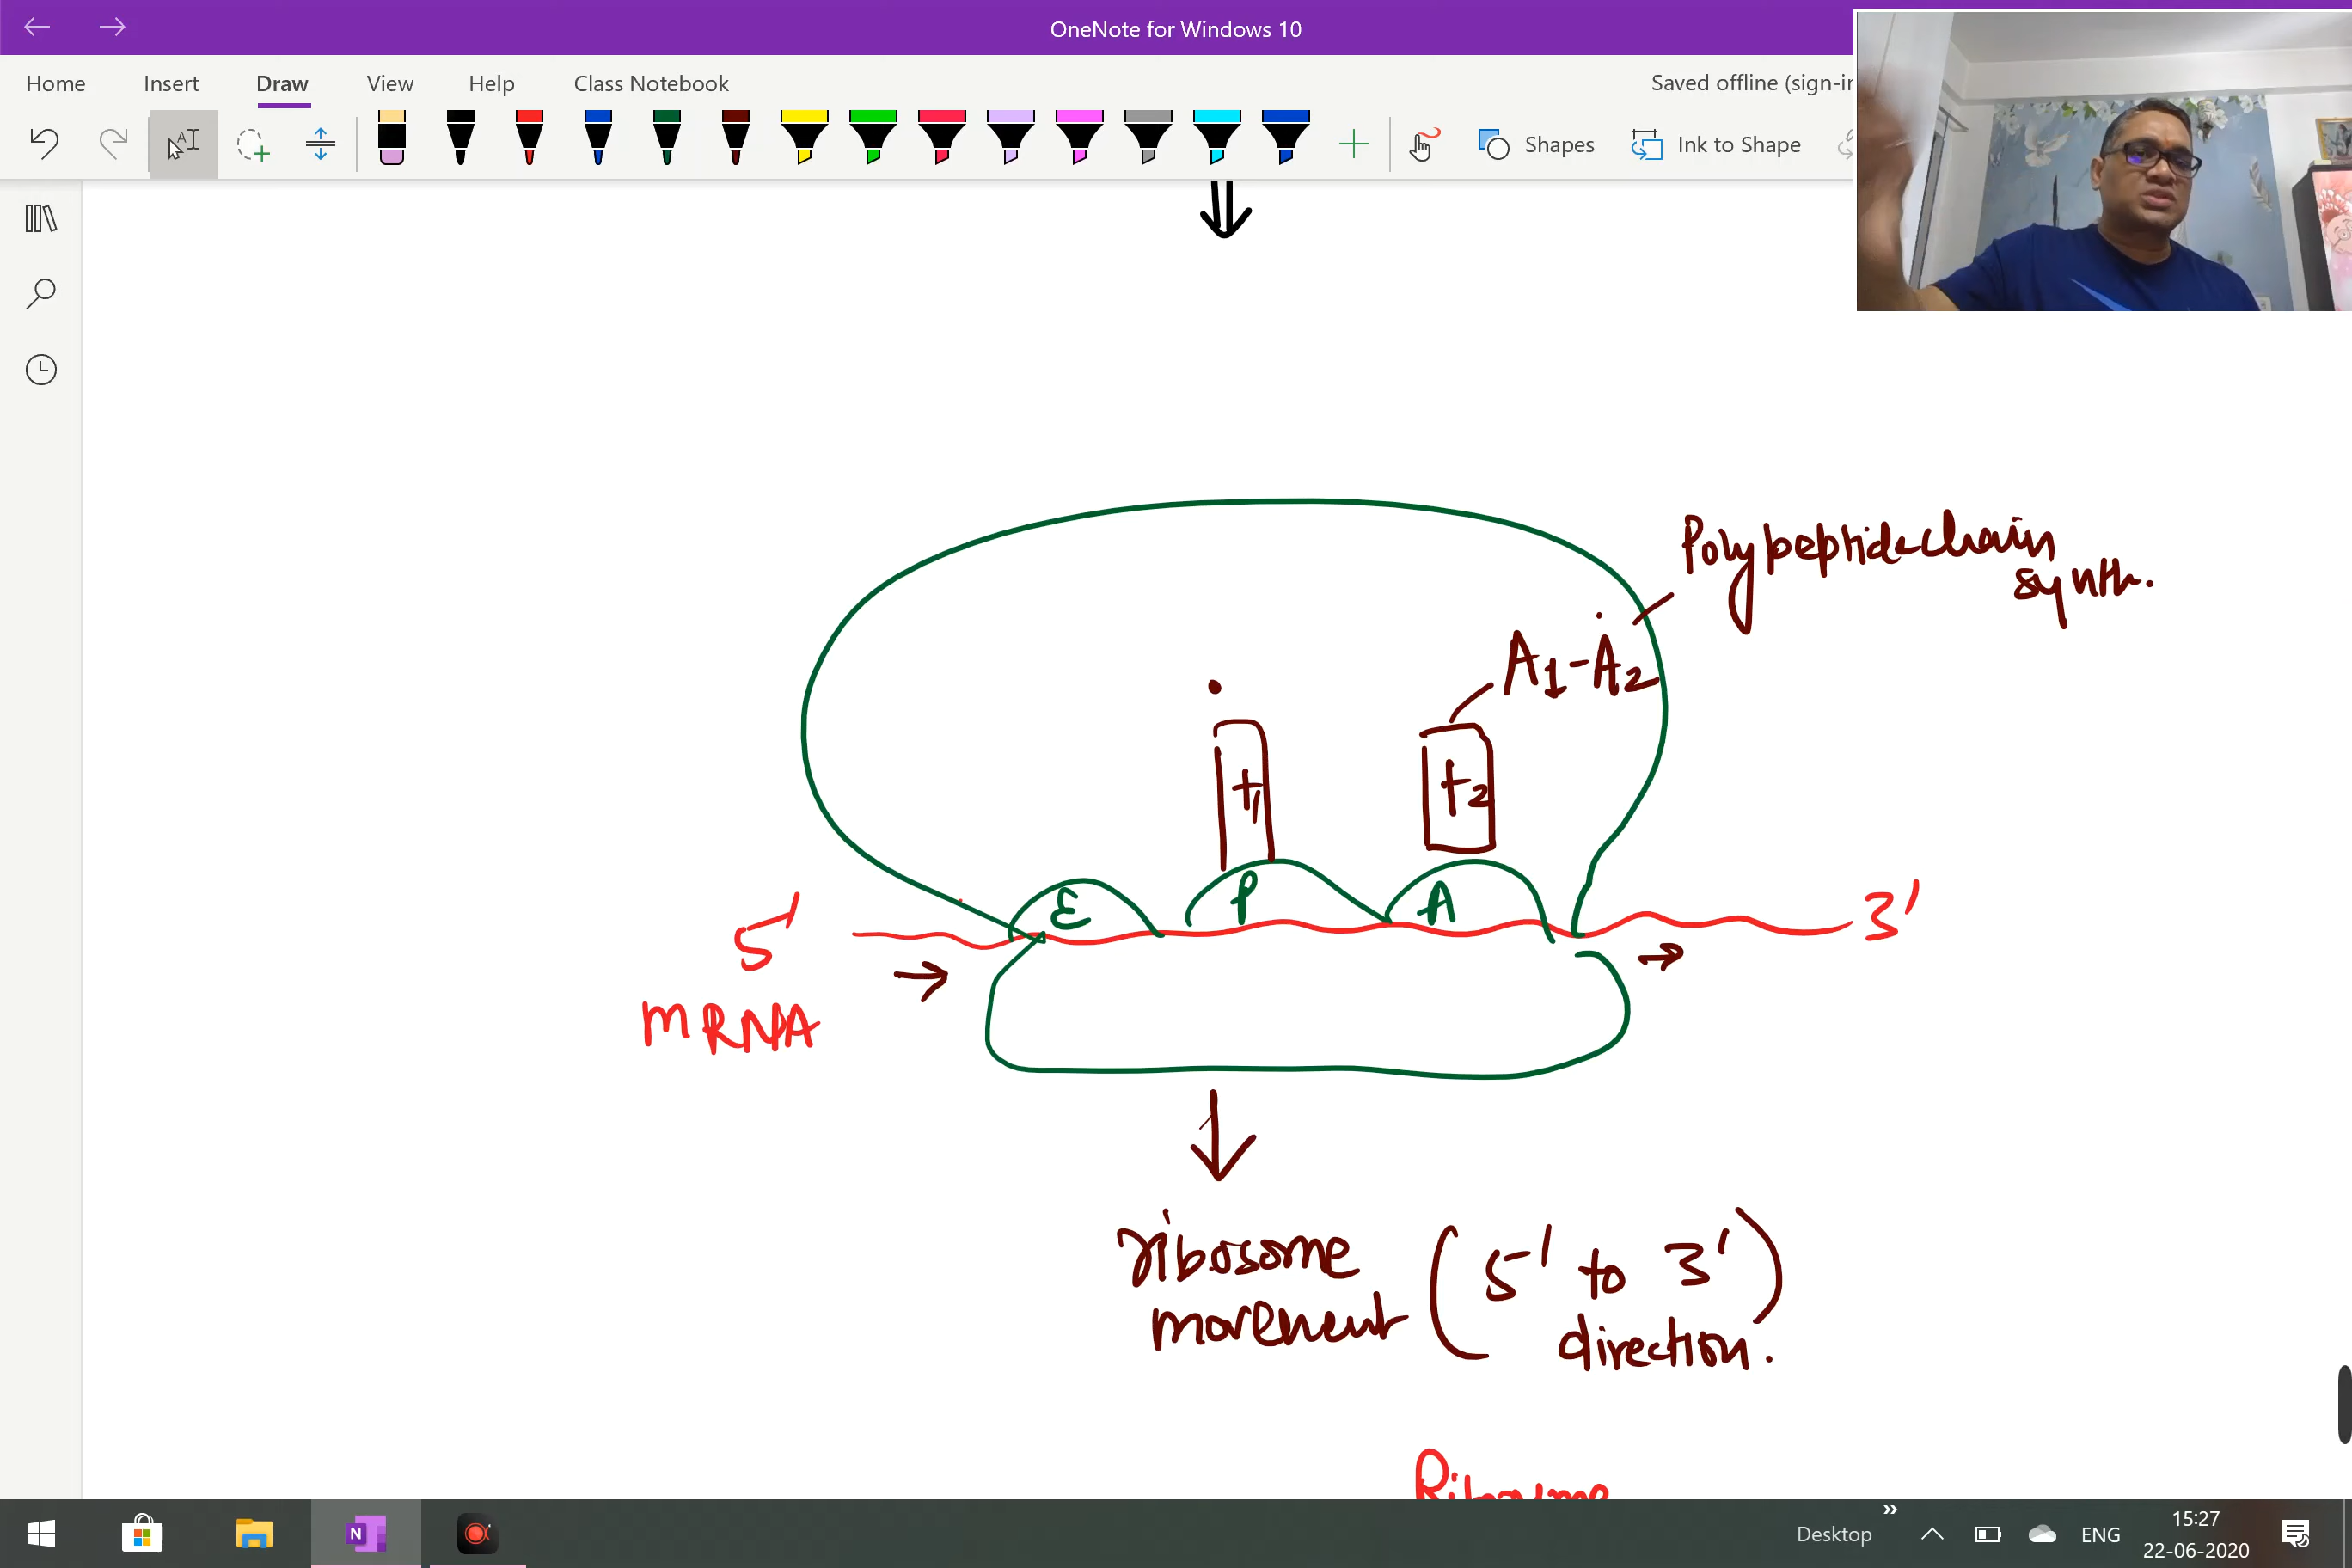 OneNote for Windows 10
Home Insert Draw View Help Class Notebook Saved offline (sign-in
Shapes Ink to Shape
Polypeptide chain
synth.
A1-A2
t1 t2
E P A
5' 3'
mRNA
ribosome
movement
(5' to 3'
direction.)
Ribosome
Desktop ENG 15:27
22-06-2020